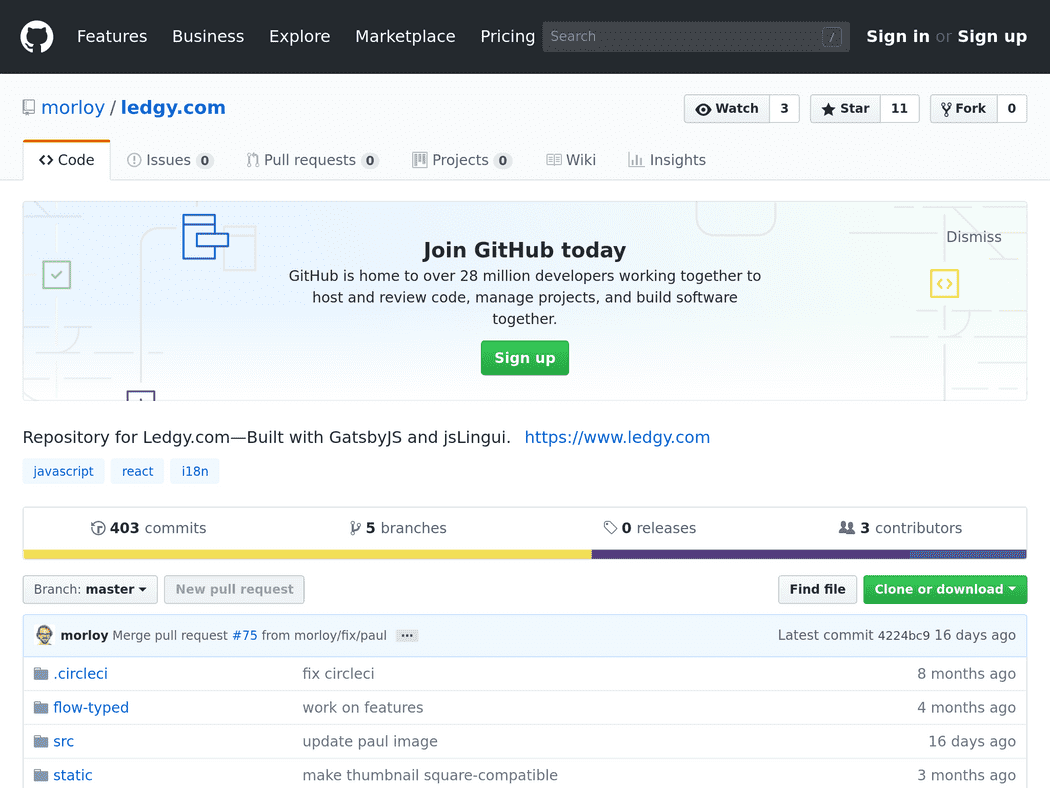 Features Business Explore Marketplace Pricing Search / Sign in or Sign up
morloy / ledgy.com Watch 3 Star 11 Fork 0
Code Issues 0 Pull requests 0 Projects 0 Wiki Insights
Dismiss
Join GitHub today
GitHub is home to over 28 million developers working together to
host and review code, manage projects, and build software
together.
Sign up
Repository for Ledgy.com—Built with GatsbyJS and jsLingui. https://www.ledgy.com
javascript react i18n
403 commits 5 branches 0 releases 3 contributors
Branch: master New pull request Find file Clone or download
morloy Merge pull request #75 from morloy/fix/paul ... Latest commit 4224bc9 16 days ago
.circleci fix circleci 8 months ago
flow-typed work on features 4 months ago
src update paul image 16 days ago
static make thumbnail square-compatible 3 months ago